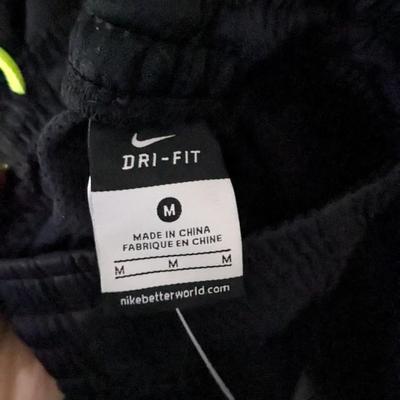 DRI-FIT
M
MADE IN CHINA
FABRIQUE EN CHINE
M M M
nikebetterworld.com